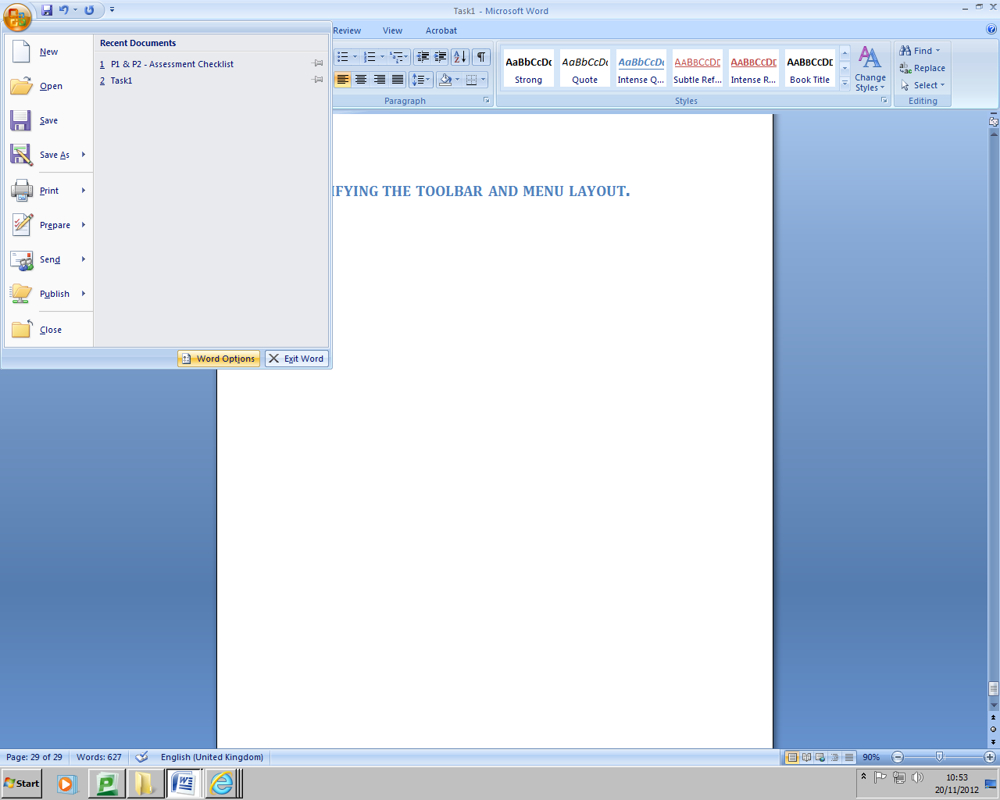 Task1 - Microsoft Word
Review View Acrobat
Recent Documents
1 P1 & P2 - Assessment Checklist
2 Task1
New
Open
Save
Save As
Print
Prepare
Send
Publish
Close
Word Options
Exit Word
Paragraph
AaBbCcDc AaBbCcDc AaBbCcDc AABBCCDD AABBCCDD AaBbCcDd
Strong Quote Intense Q... Subtle Ref... Intense R... Book Title
Change
Styles
Styles
Find
Replace
Select
Editing
IFYING THE TOOLBAR AND MENU LAYOUT.
Page: 29 of 29 Words: 627 English (United Kingdom) 90%
Start
10:53
20/11/2012